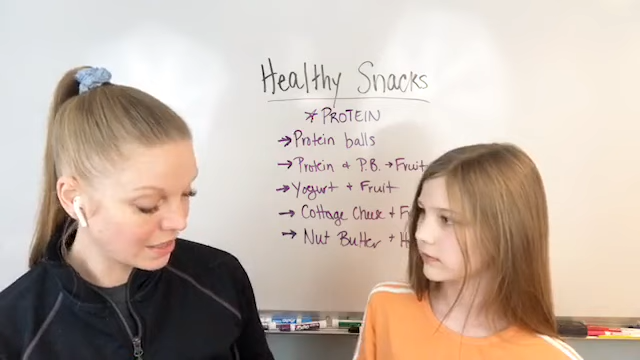 Healthy Snacks
* PROTEIN
→ Protein balls
→ Protein + P.B. → Fruit
→ Yogurt + Fruit
→ Cottage Cheese +
→ Nut Butter +